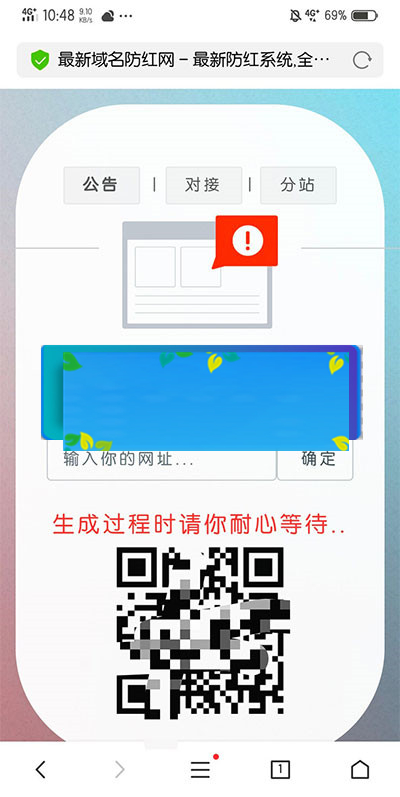 4G+ 10:48 9.10 KB/s ... 4G+ 69%
最新域名防红网 – 最新防红系统,全…
公告 | 对接 | 分站
!
输入你的网址... 确定
生成过程时请你耐心等待..
1